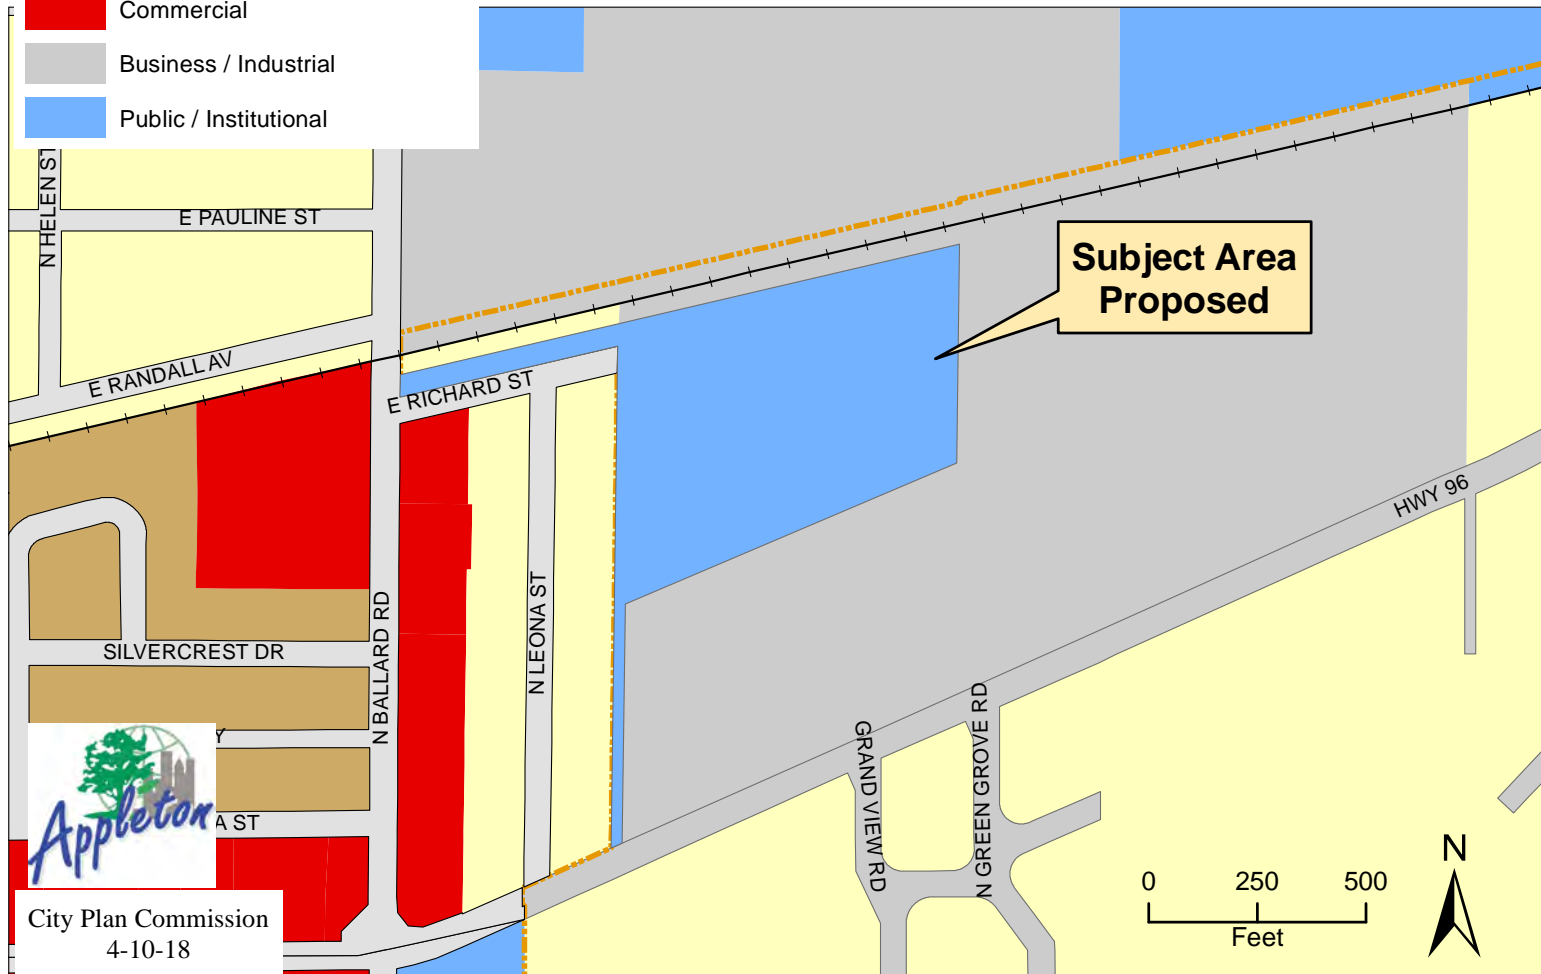 Commercial
Business / Industrial
Public / Institutional
N HELEN ST
E PAULINE ST
Subject Area
Proposed
E RANDALL AV
E RICHARD ST
HWY 96
N LEONA ST
N BALLARD RD
SILVERCREST DR
GRAND VIEW RD
N GREEN GROVE RD
Y
A ST
Appleton
N
0 250 500
Feet
City Plan Commission
4-10-18